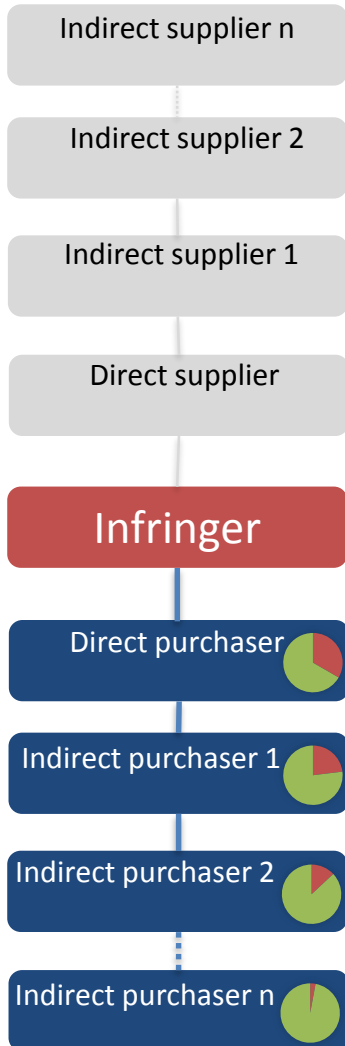 Indirect supplier n
Indirect supplier 2
Indirect supplier 1
Direct supplier
Infringer
Direct purchaser
Indirect purchaser 1
Indirect purchaser 2
Indirect purchaser n